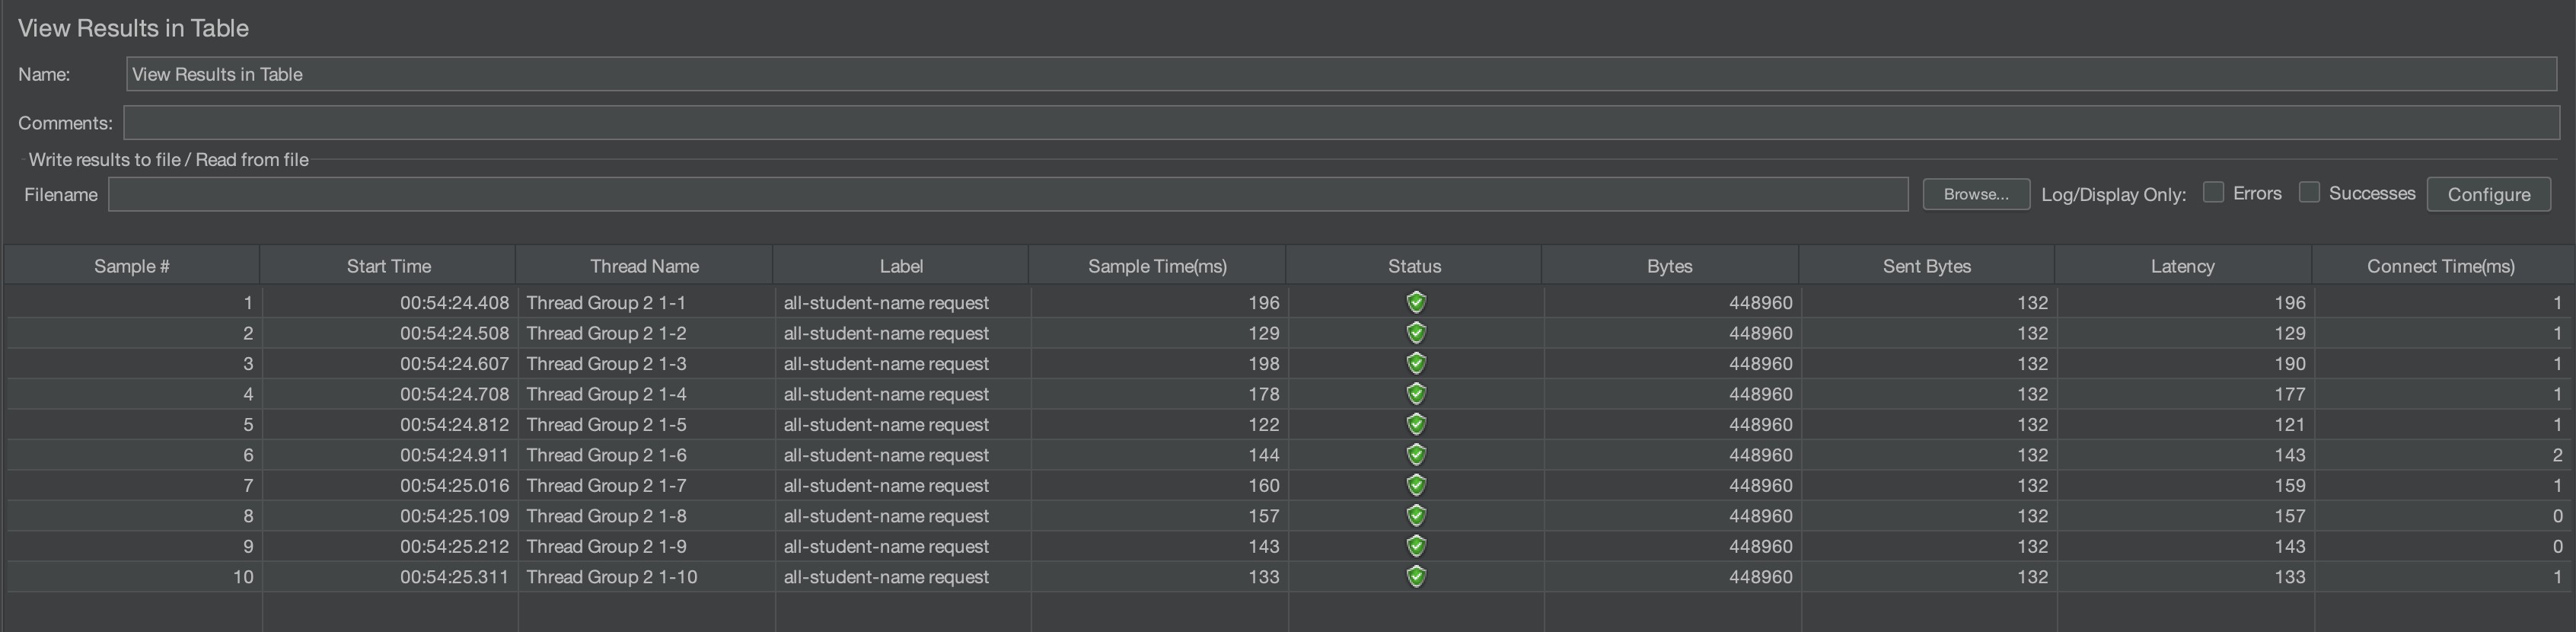 View Results in Table
Name: View Results in Table
Comments:
Write results to file / Read from file
Filename Browse... Log/Display Only: Errors Successes Configure
Sample # Start Time Thread Name Label Sample Time(ms) Status Bytes Sent Bytes Latency Connect Time(ms)
1 00:54:24.408 Thread Group 2 1-1 all-student-name request 196 448960 132 196 1
2 00:54:24.508 Thread Group 2 1-2 all-student-name request 129 448960 132 129 1
3 00:54:24.607 Thread Group 2 1-3 all-student-name request 198 448960 132 190 1
4 00:54:24.708 Thread Group 2 1-4 all-student-name request 178 448960 132 177 1
5 00:54:24.812 Thread Group 2 1-5 all-student-name request 122 448960 132 121 1
6 00:54:24.911 Thread Group 2 1-6 all-student-name request 144 448960 132 143 2
7 00:54:25.016 Thread Group 2 1-7 all-student-name request 160 448960 132 159 1
8 00:54:25.109 Thread Group 2 1-8 all-student-name request 157 448960 132 157 0
9 00:54:25.212 Thread Group 2 1-9 all-student-name request 143 448960 132 143 0
10 00:54:25.311 Thread Group 2 1-10 all-student-name request 133 448960 132 133 1